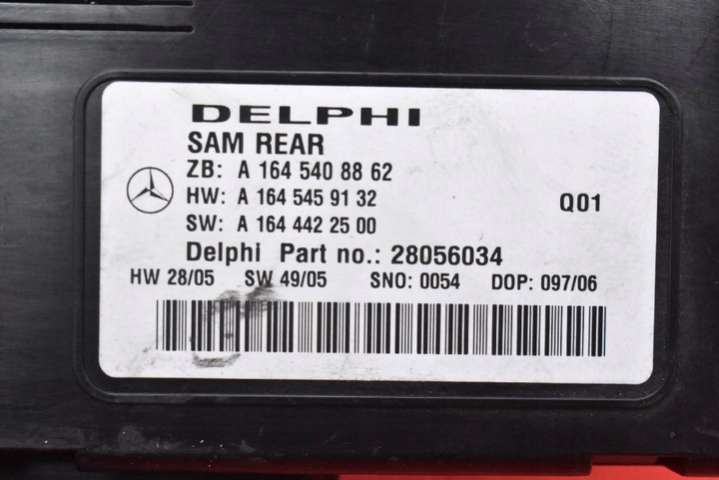 DELPHI
SAM REAR
ZB: A 164 540 88 62
HW: A 164 545 91 32
SW: A 164 442 25 00
Q01
Delphi Part no.: 28056034
HW 28/05 SW 49/05 SNO: 0054 DOP: 097/06